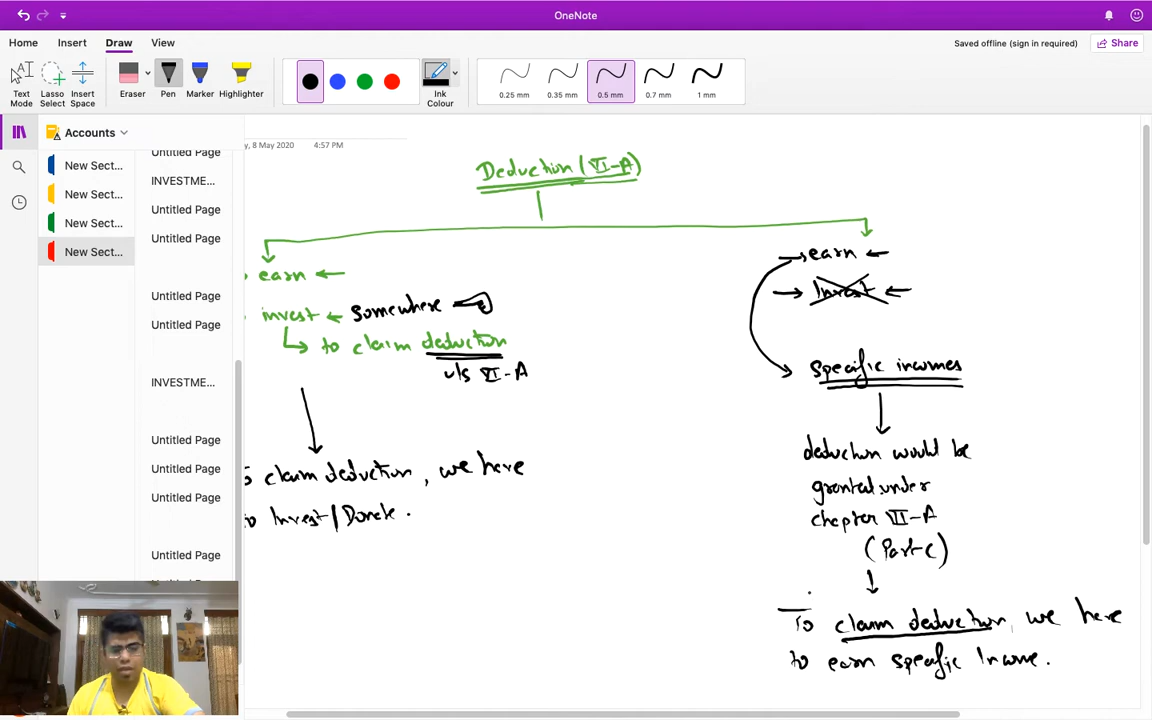 OneNote
Home Insert Draw View
Saved offline (sign in required) Share
Text Mode
Lasso Select
Insert Space
Eraser
Pen
Marker
Highlighter
Ink Colour
0.25 mm
0.35 mm
0.5 mm
0.7 mm
1 mm
Accounts
New Sect...
New Sect...
New Sect...
New Sect...
Untitled Page
INVESTME...
Untitled Page
Untitled Page
Untitled Page
Untitled Page
INVESTME...
Untitled Page
Untitled Page
Untitled Page
Untitled Page
y, 8 May 2020 4:57 PM
Deduction (VI-A)
earn ←
invest ← somewhere
to claim deduction
u/s VI-A
claim deduction, we have
to Invest/Donate.
→ earn ←
→ Invest ←
specific incomes
deduction would be
granted under
chapter VI-A
(Part-C)
To claim deduction, we have
to earn specific Income.